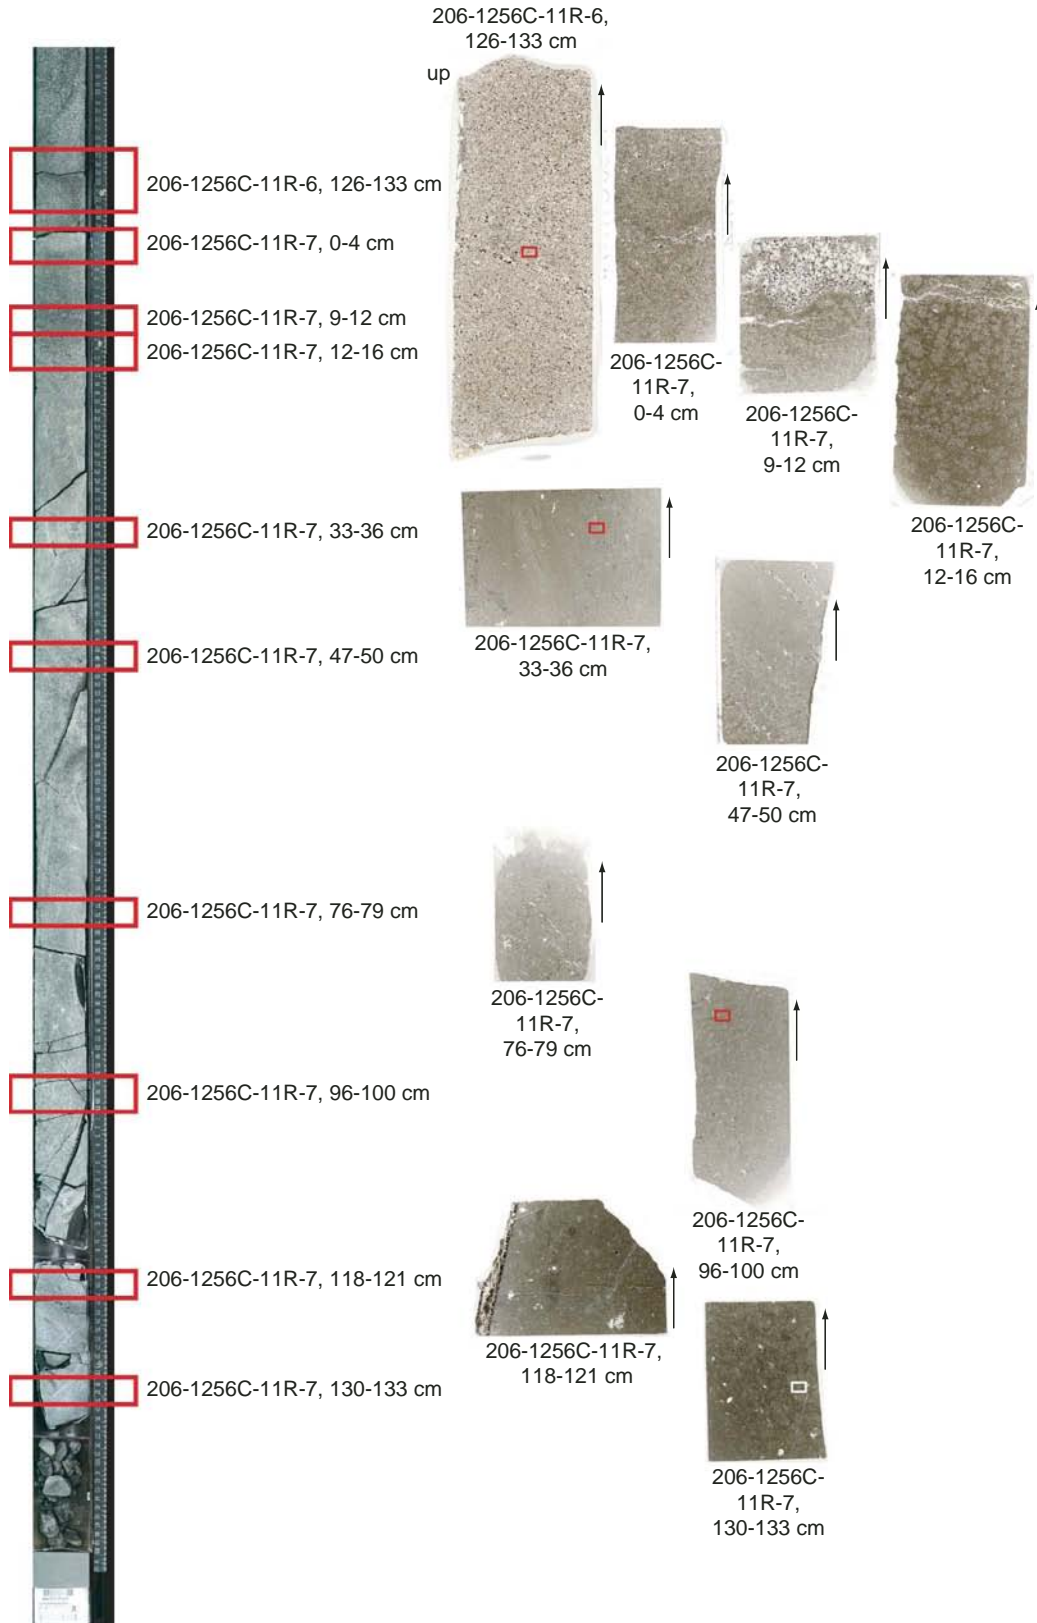 206-1256C-11R-6,
126-133 cm
up
206-1256C-11R-6, 126-133 cm
206-1256C-11R-7, 0-4 cm
206-1256C-11R-7, 9-12 cm
206-1256C-11R-7, 12-16 cm
206-1256C-
11R-7,
0-4 cm
206-1256C-
11R-7,
9-12 cm
206-1256C-
11R-7,
12-16 cm
206-1256C-11R-7, 33-36 cm
206-1256C-11R-7,
33-36 cm
206-1256C-11R-7, 47-50 cm
206-1256C-
11R-7,
47-50 cm
206-1256C-11R-7, 76-79 cm
206-1256C-
11R-7,
76-79 cm
206-1256C-11R-7, 96-100 cm
206-1256C-
11R-7,
96-100 cm
206-1256C-11R-7, 118-121 cm
206-1256C-11R-7,
118-121 cm
206-1256C-11R-7, 130-133 cm
206-1256C-
11R-7,
130-133 cm